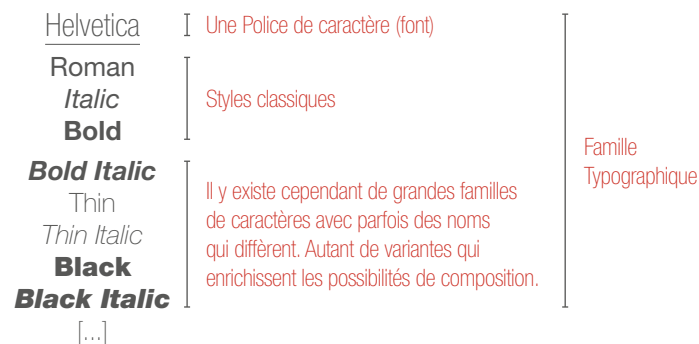 Helvetica
Une Police de caractère (font)
Roman
Italic
Bold
Styles classiques
Bold Italic
Thin
Thin Italic
Black
Black Italic
[...]
Il y existe cependant de grandes familles
de caractères avec parfois des noms
qui diffèrent. Autant de variantes qui
enrichissent les possibilités de composition.
Famille
Typographique